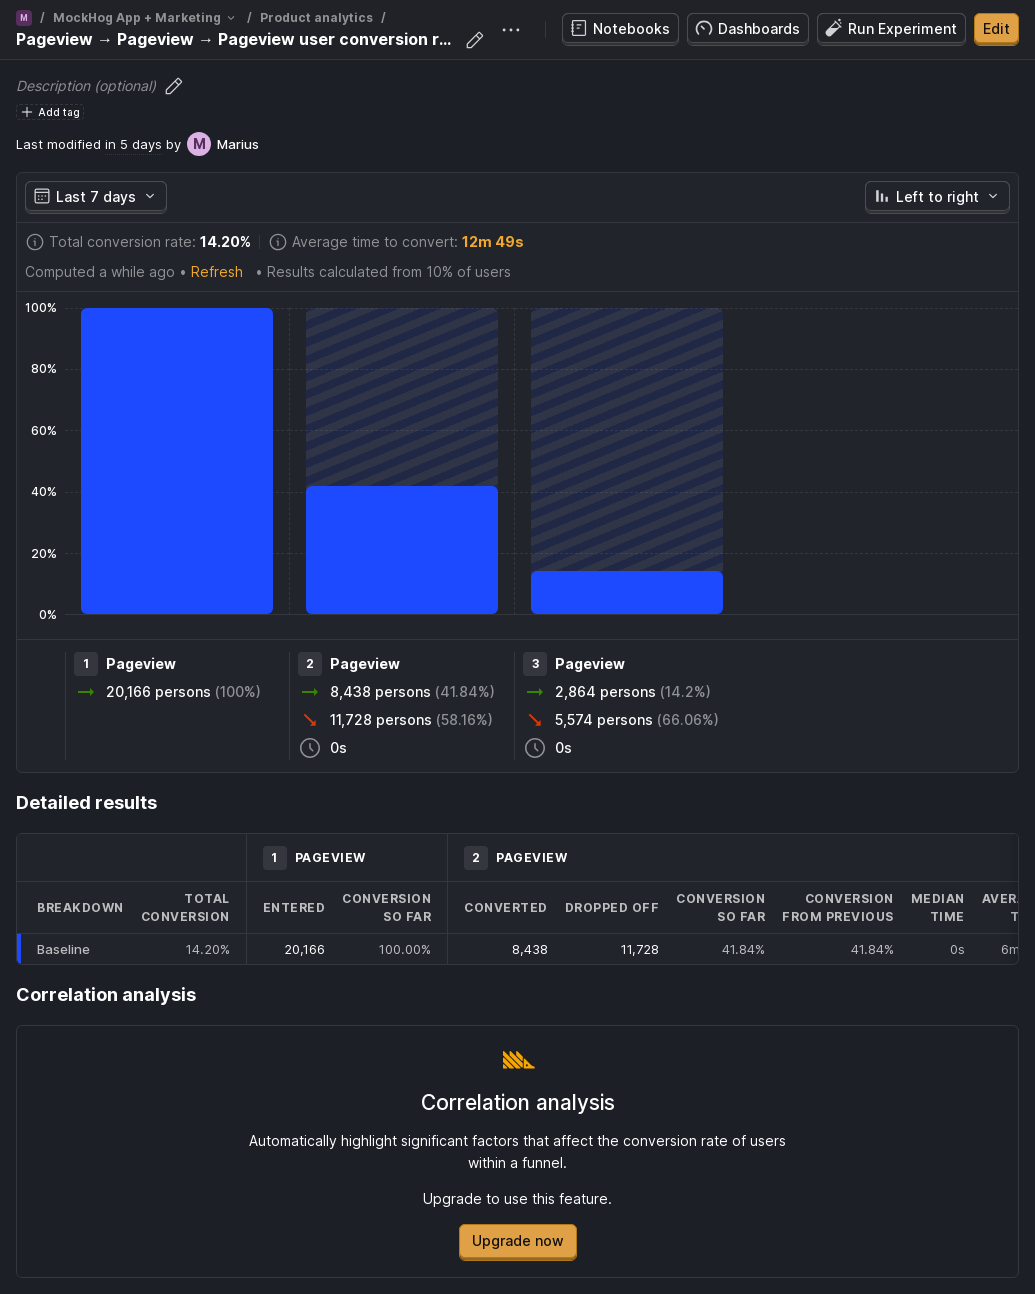 M / MockHog App + Marketing / Product analytics /
Pageview → Pageview → Pageview user conversion r...
Notebooks Dashboards Run Experiment Edit
Description (optional)
Add tag
Last modified in 5 days by M Marius
Last 7 days Left to right
Total conversion rate: 14.20% Average time to convert: 12m 49s
Computed a while ago • Refresh • Results calculated from 10% of users
100%
80%
60%
40%
20%
0%
1 Pageview 2 Pageview 3 Pageview
20,166 persons (100%) 8,438 persons (41.84%) 2,864 persons (14.2%)
11,728 persons (58.16%) 5,574 persons (66.06%)
0s 0s
Detailed results
1 PAGEVIEW 2 PAGEVIEW
BREAKDOWN TOTAL CONVERSION ENTERED CONVERSION SO FAR CONVERTED DROPPED OFF CONVERSION SO FAR CONVERSION FROM PREVIOUS MEDIAN TIME
Baseline 14.20% 20,166 100.00% 8,438 11,728 41.84% 41.84% 0s 6m
Correlation analysis
Correlation analysis
Automatically highlight significant factors that affect the conversion rate of users
within a funnel.
Upgrade to use this feature.
Upgrade now